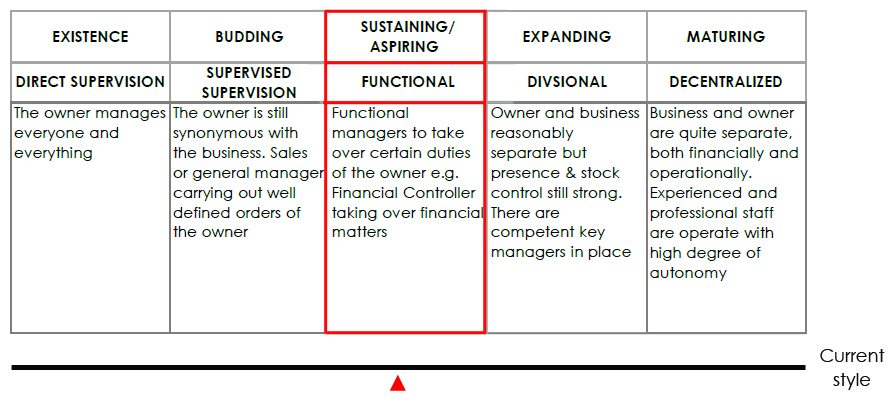 EXISTENCE
BUDDING
SUSTAINING/
ASPIRING
EXPANDING
MATURING
DIRECT SUPERVISION
SUPERVISED
SUPERVISION
FUNCTIONAL
DIVSIONAL
DECENTRALIZED
The owner manages
everyone and
everything
The owner is still
synonymous with
the business. Sales
or general manager
carrying out well
defined orders of
the owner
Functional
managers to take
over certain duties
of the owner e.g.
Financial Controller
taking over financial
matters
Owner and business
reasonably
separate but
presence & stock
control still strong.
There are
competent key
managers in place
Business and owner
are quite separate,
both financially and
operationally.
Experienced and
professional staff
are operate with
high degree of
autonomy
Current
style